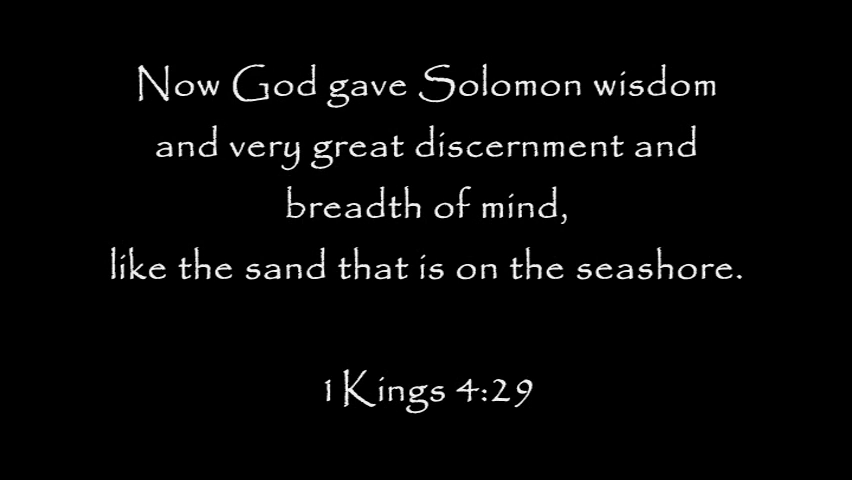 Now God gave Solomon wisdom
and very great discernment and
breadth of mind,
like the sand that is on the seashore.
1 Kings 4:29